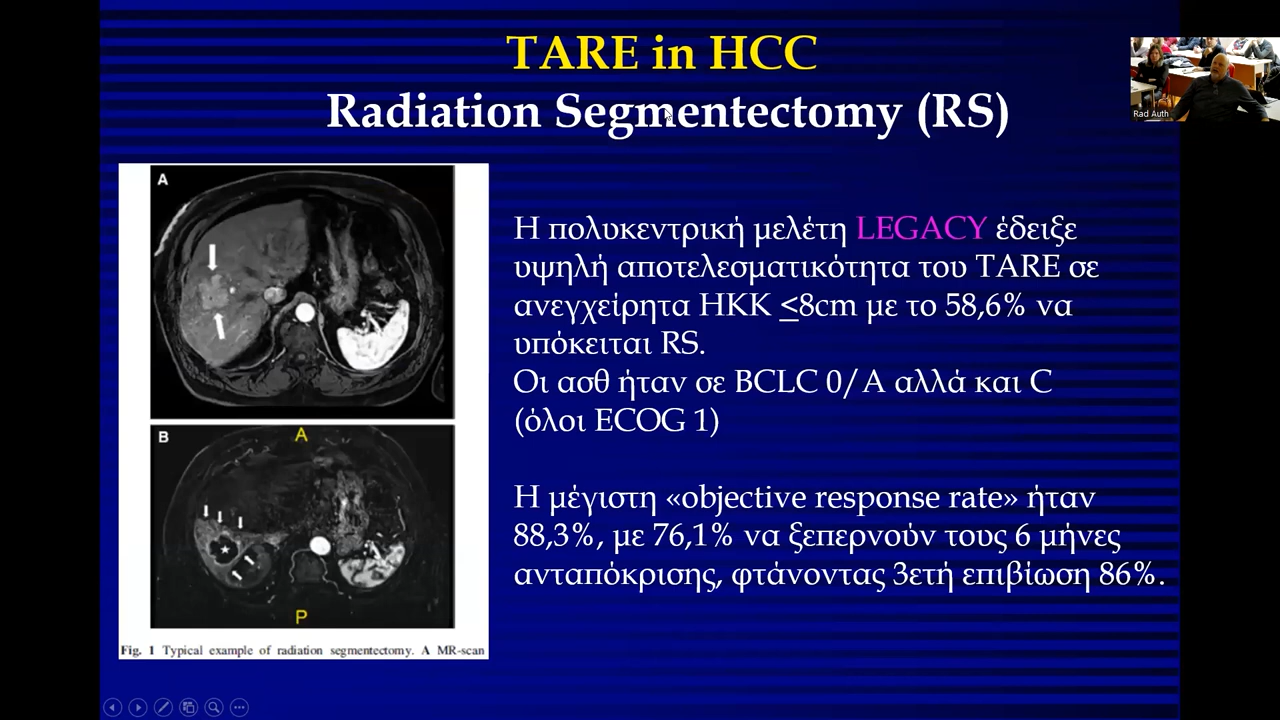 TARE in HCC
Radiation Segmentectomy (RS)
Rad Auth
A
Η πολυκεντρική μελέτη LEGACY έδειξε
υψηλή αποτελεσματικότητα του TARE σε
ανεγχείρητα ΗΚΚ <8cm με το 58,6% να
υπόκειται RS.
Οι ασθ ήταν σε BCLC 0/A αλλά και C
(όλοι ECOG 1)
B
A
P
Η μέγιστη «objective response rate» ήταν
88,3%, με 76,1% να ξεπερνούν τους 6 μήνες
ανταπόκρισης, φτάνοντας 3ετή επιβίωση 86%.
Fig. 1 Typical example of radiation segmentectomy. A MR-scan